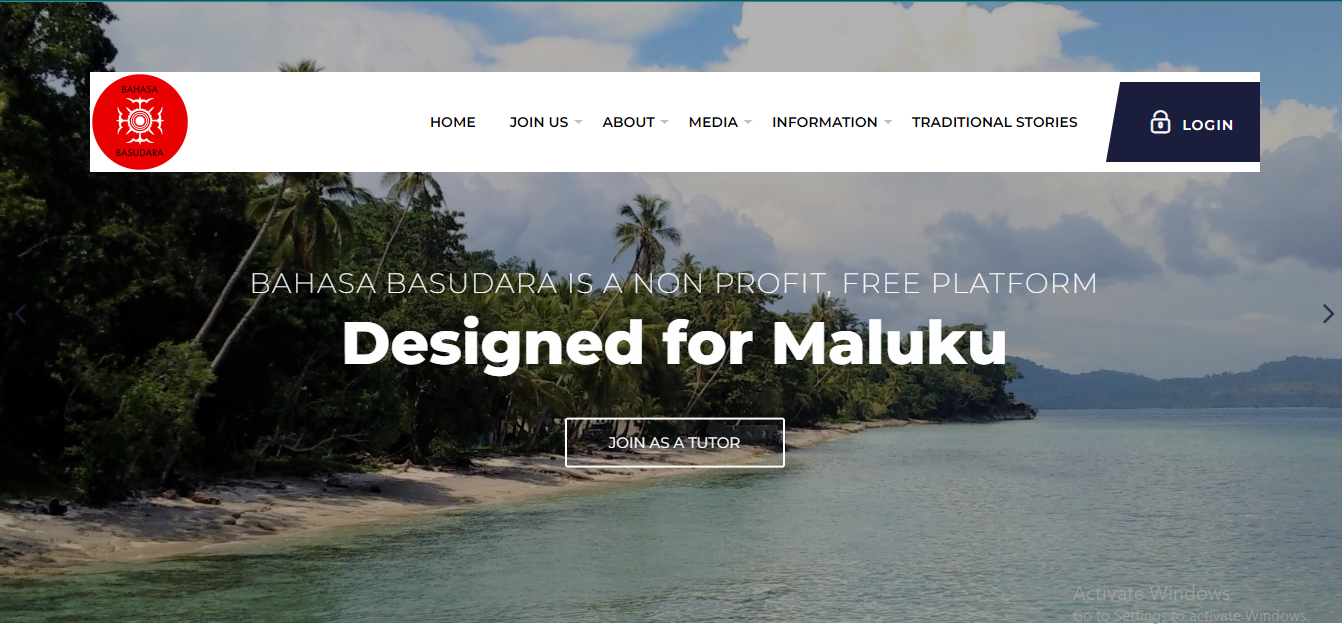 BAHASA
BASUDARA
HOME JOIN US ABOUT MEDIA INFORMATION TRADITIONAL STORIES LOGIN
BAHASA BASUDARA IS A NON PROFIT, FREE PLATFORM
Designed for Maluku
JOIN AS A TUTOR
Activate Windows
Go to Settings to activate Windows.